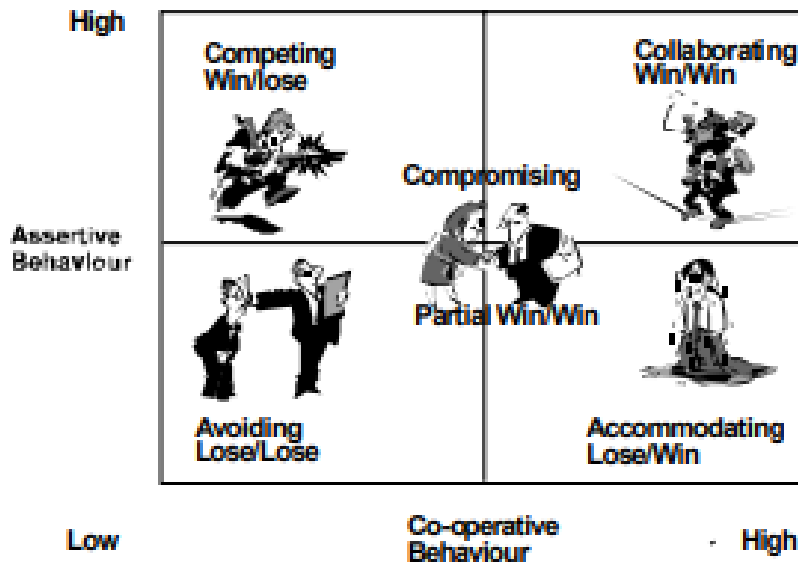 High
Competing
Win/lose
Collaborating
Win/Win
Compromising
Assertive
Behaviour
Partial Win/Win
Avoiding
Lose/Lose
Accommodating
Lose/Win
Low
Co-operative
Behaviour
High